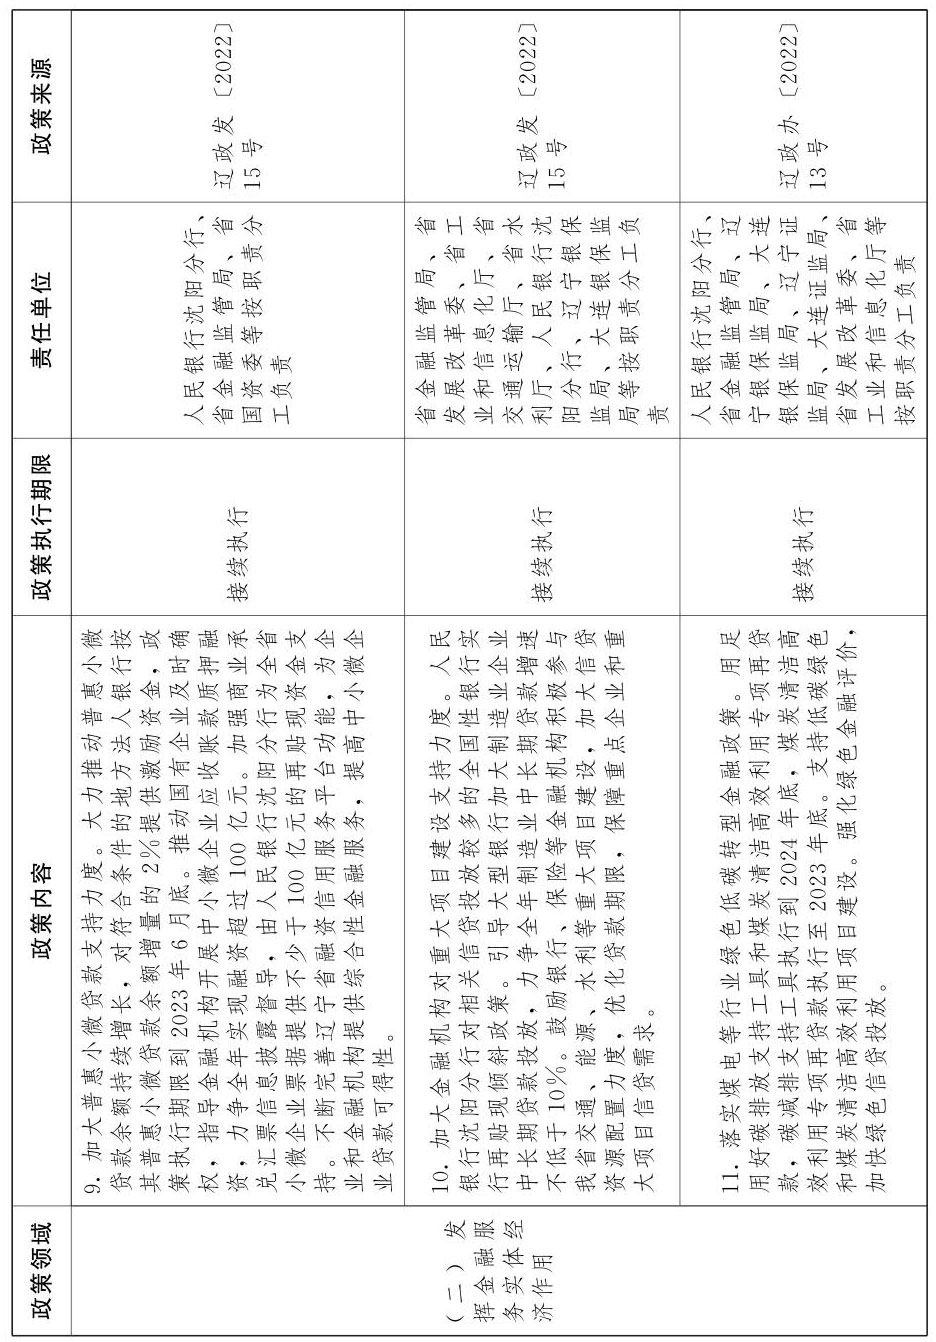 政策领域
政策内容
政策执行期限
责任单位
政策来源
（二）发
挥金融服
务实体经
济作用
9. 加大普惠小微贷款支持力度。大力推动普惠小微
贷款余额持续增长，对符合条件的地方法人银行按
其普惠小微贷款余额增量的2%提供激励资金，政
策执行期限到2023年6月底。推动国有企业及时确
权，指导金融机构开展中小微企业应收账款质押融
资，力争全年实现融资超过100亿元。加强商业承
兑汇票信息披露督导，由人民银行沈阳分行为全省
小微企业票据提供不少于100亿元的再贴现资金支
持。不断完善辽宁省融资信用服务平台功能，为企
业和金融机构提供综合性金融服务，提高中小微企
业贷款可得性。
接续执行
人民银行沈阳分行、
省金融监管局、省
国资委等按职责分
工负责
辽政发〔2022〕
15号
10. 加大金融机构对重大项目建设支持力度。人民
银行沈阳分行对相关信贷投放较多的全国性银行实
行再贴现倾斜政策。引导大型银行加大制造业企业
中长期贷款投放，力争全年制造业中长期贷款增速
不低于10%。鼓励银行、保险等金融机构积极参与
我省交通、能源、水利等重大项目建设，加大信贷
资源配置力度，优化贷款期限，保障重点企业和重
大项目信贷需求。
接续执行
省金融监管局、省
发展改革委、省工
业和信息化厅、省
交通运输厅、省水
利厅、人民银行沈
阳分行、辽宁银保
监局、大连银保监
局等按职责分工负
责
辽政发〔2022〕
15号
11. 落实煤电等行业绿色低碳转型金融政策。用足
用好碳排放支持工具和煤炭清洁高效利用专项再贷
款，碳减排支持工具执行到2024年底，煤炭清洁高
效利用专项再贷款执行至2023年底。支持低碳绿色
和煤炭清洁高效利用项目建设。强化绿色金融评价，
加快绿色信贷投放。
接续执行
人民银行沈阳分行、
省金融监管局、辽
宁银保监局、大连
银保监局、辽宁证
监局、大连证监局、
省发展改革委、省
工业和信息化厅等
按职责分工负责
辽政办〔2022〕
13号